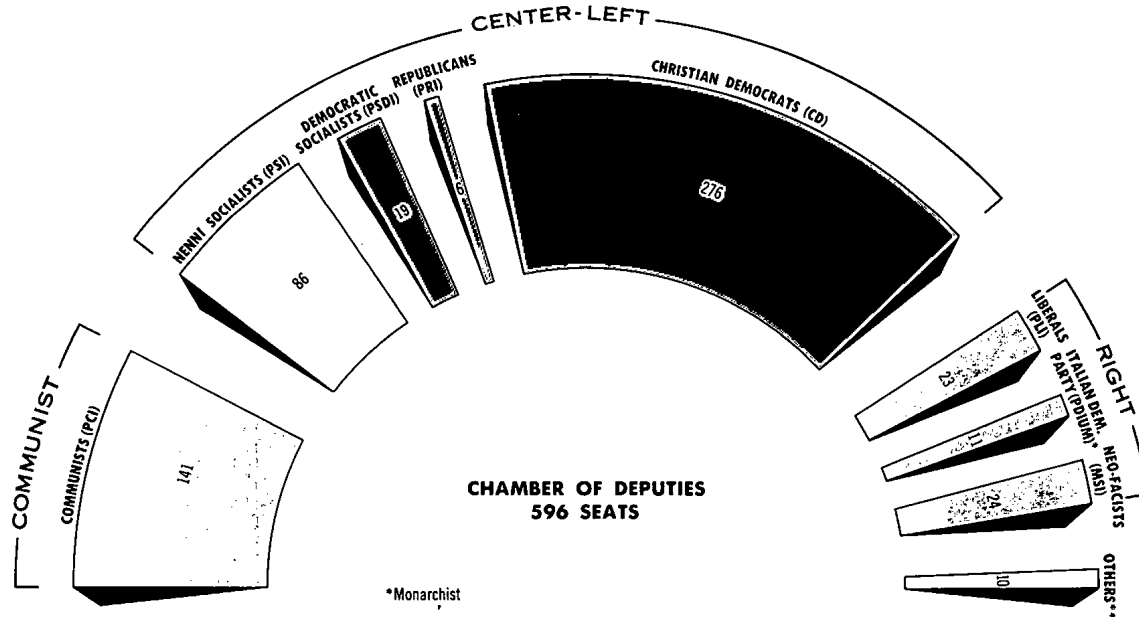 CENTER-LEFT
CHRISTIAN DEMOCRATS (CD)
276
REPUBLICANS
(PRI)
6
DEMOCRATIC
SOCIALISTS (PSDI)
19
NENNI SOCIALISTS (PSI)
86
COMMUNIST
COMMUNISTS (PCI)
141
RIGHT
LIBERALS
(PLI)
23
ITALIAN DEM.
PARTY (PDIUM)*
11
NEO-FACISTS
(MSI)
24
OTHERS**
10
CHAMBER OF DEPUTIES
596 SEATS
*Monarchist